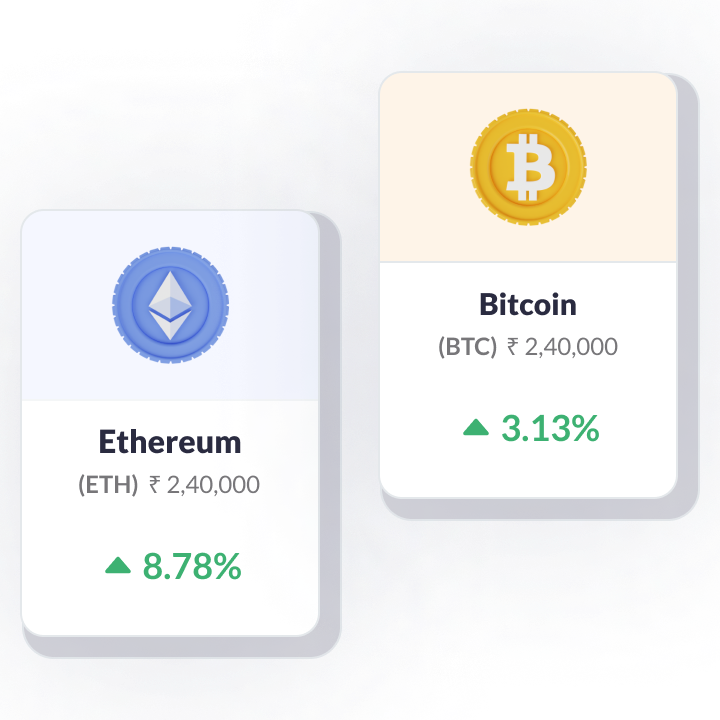 Ethereum
(ETH) ₹ 2,40,000
▲ 8.78%
Bitcoin
(BTC) ₹ 2,40,000
▲ 3.13%